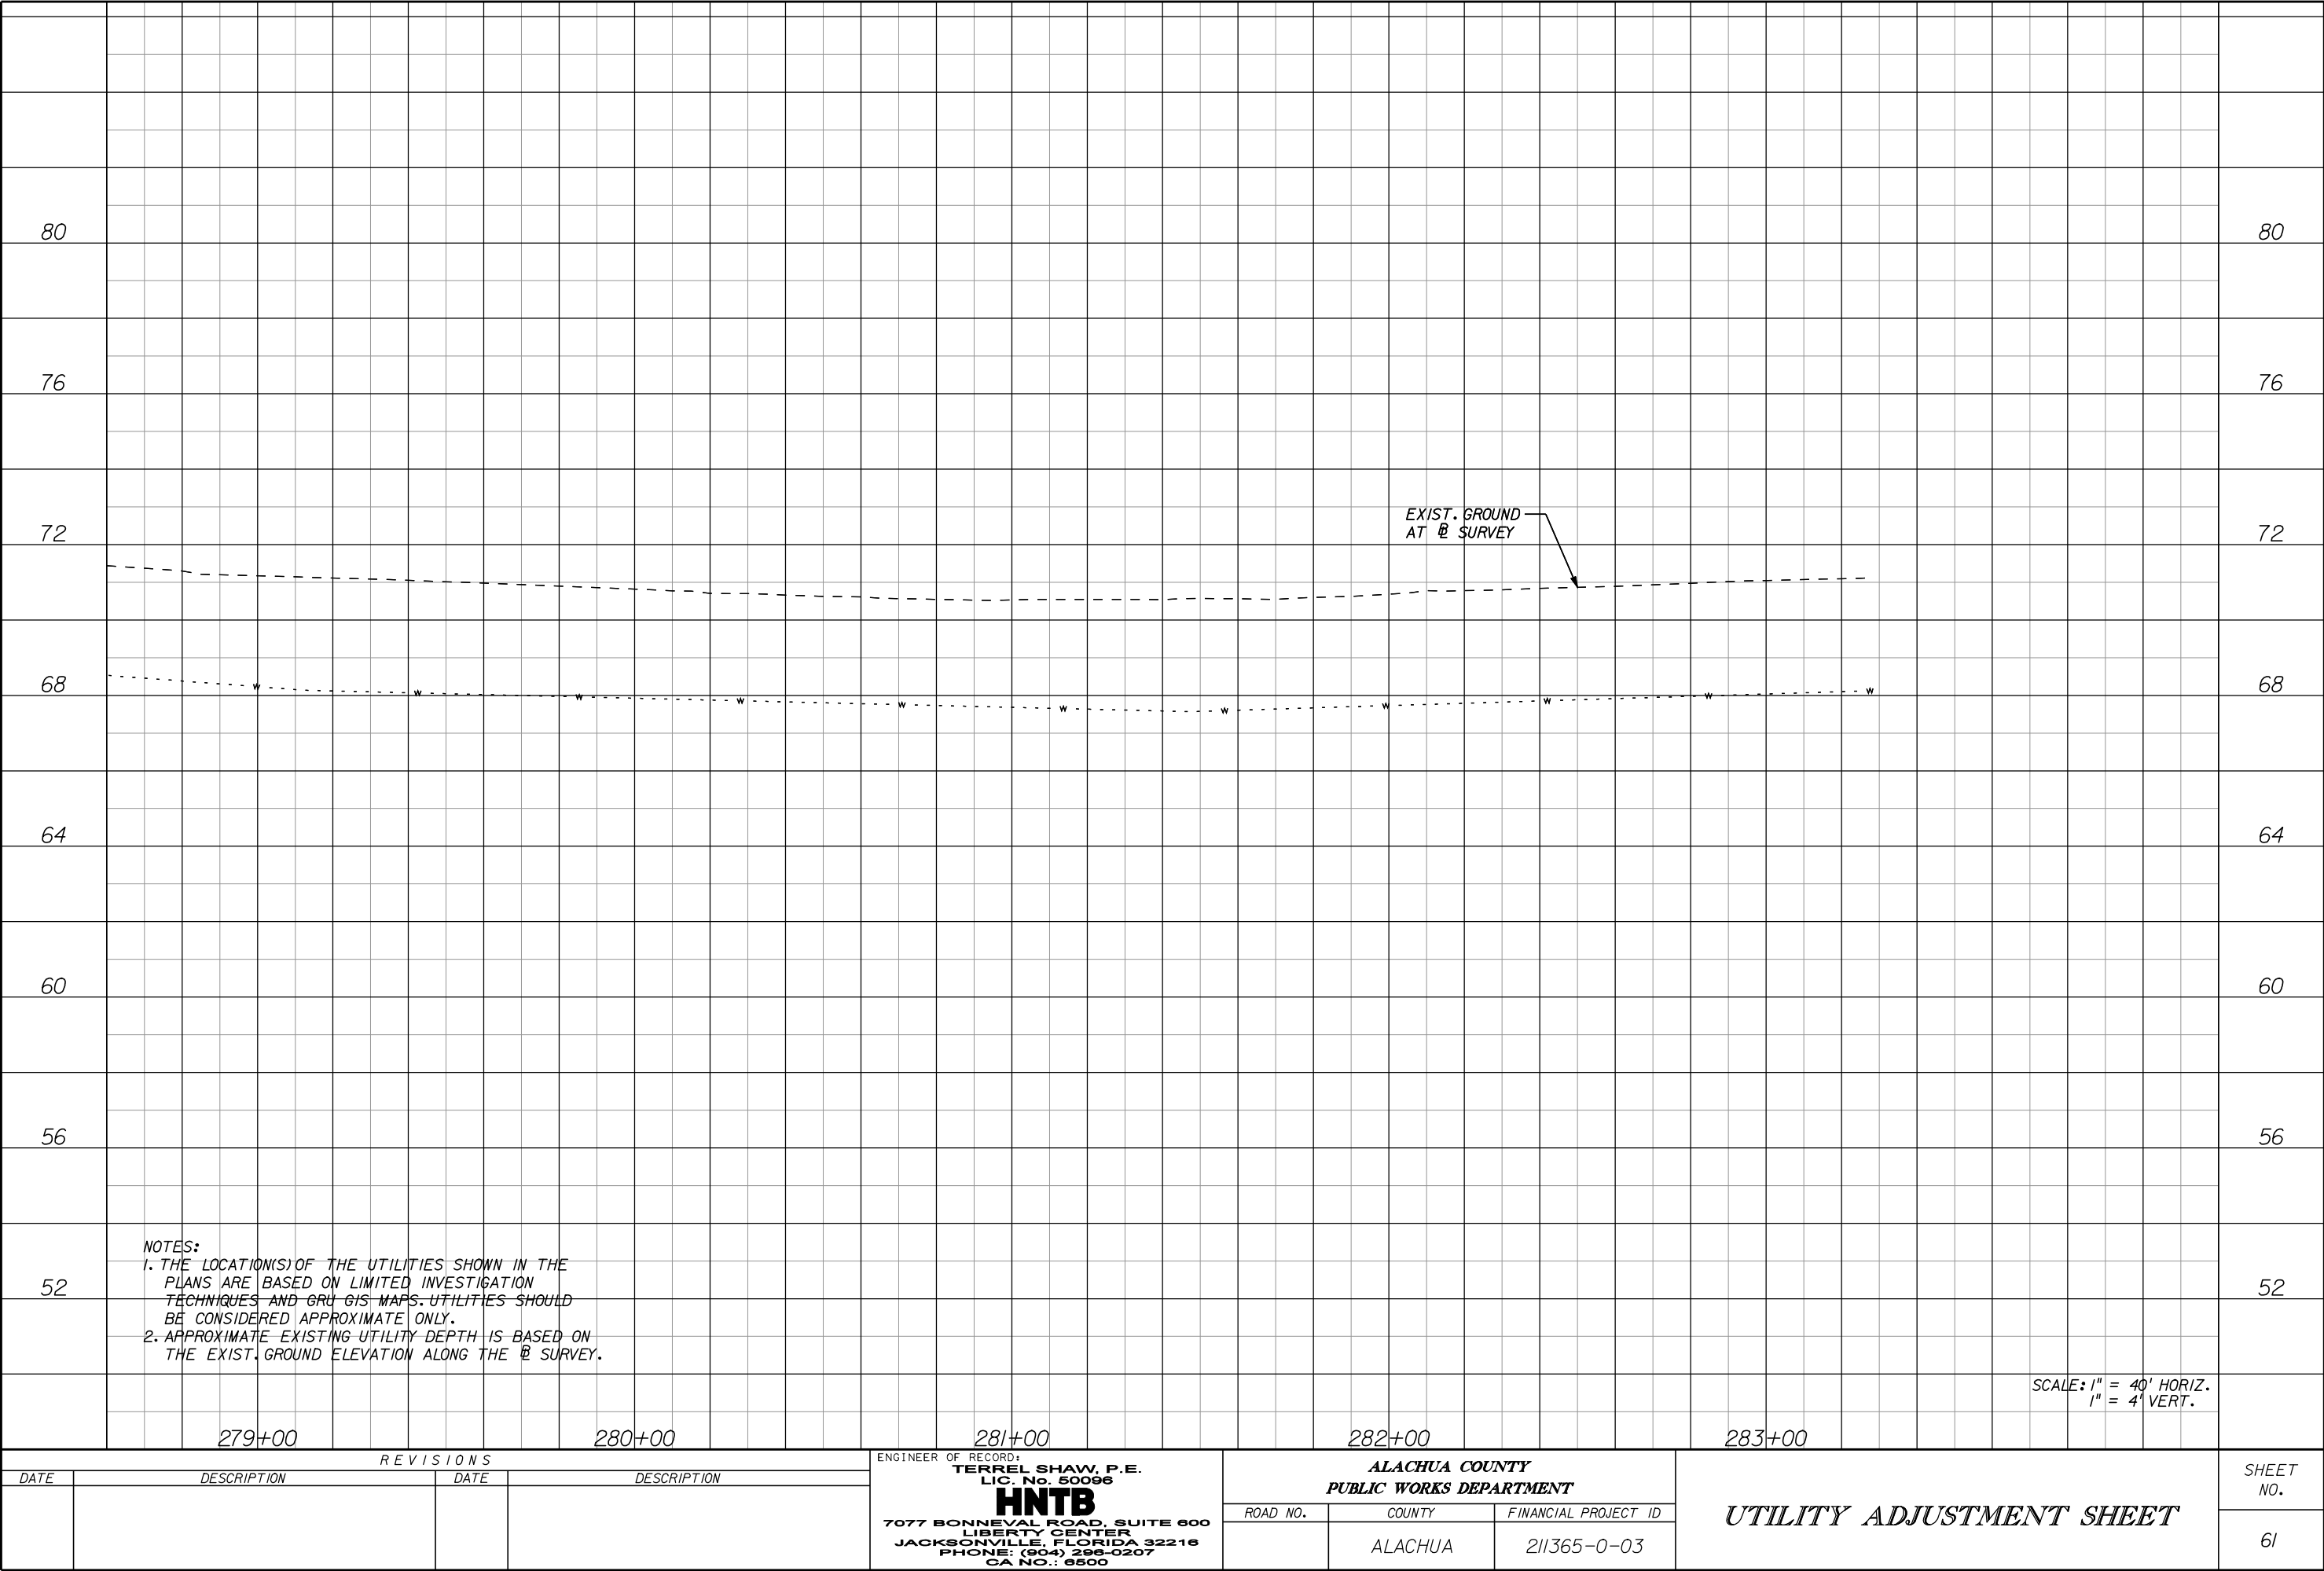 80 80
76 76
EXIST. GROUND
AT ℄ SURVEY
72 72
68 W W W W W W W W W W W 68
64 64
60 60
56 56
NOTES:
1. THE LOCATION(S) OF THE UTILITIES SHOWN IN THE
PLANS ARE BASED ON LIMITED INVESTIGATION
TECHNIQUES AND GRU GIS MAPS. UTILITIES SHOULD
BE CONSIDERED APPROXIMATE ONLY.
2. APPROXIMATE EXISTING UTILITY DEPTH IS BASED ON
THE EXIST. GROUND ELEVATION ALONG THE BL SURVEY.
52 52
SCALE: 1" = 40' HORIZ.
1" = 4' VERT.
279+00 280+00 281+00 282+00 283+00
REVISIONS
DATE DESCRIPTION DATE DESCRIPTION
ENGINEER OF RECORD:
TERREL SHAW, P.E.
LIC. No. 50096
HNTB
7077 BONNEVAL ROAD, SUITE 600
LIBERTY CENTER
JACKSONVILLE, FLORIDA 32216
PHONE: (904) 296-0207
CA NO.: 6500
ALACHUA COUNTY
PUBLIC WORKS DEPARTMENT
ROAD NO. COUNTY FINANCIAL PROJECT ID
ALACHUA 211365-0-03
UTILITY ADJUSTMENT SHEET
SHEET
NO.
61